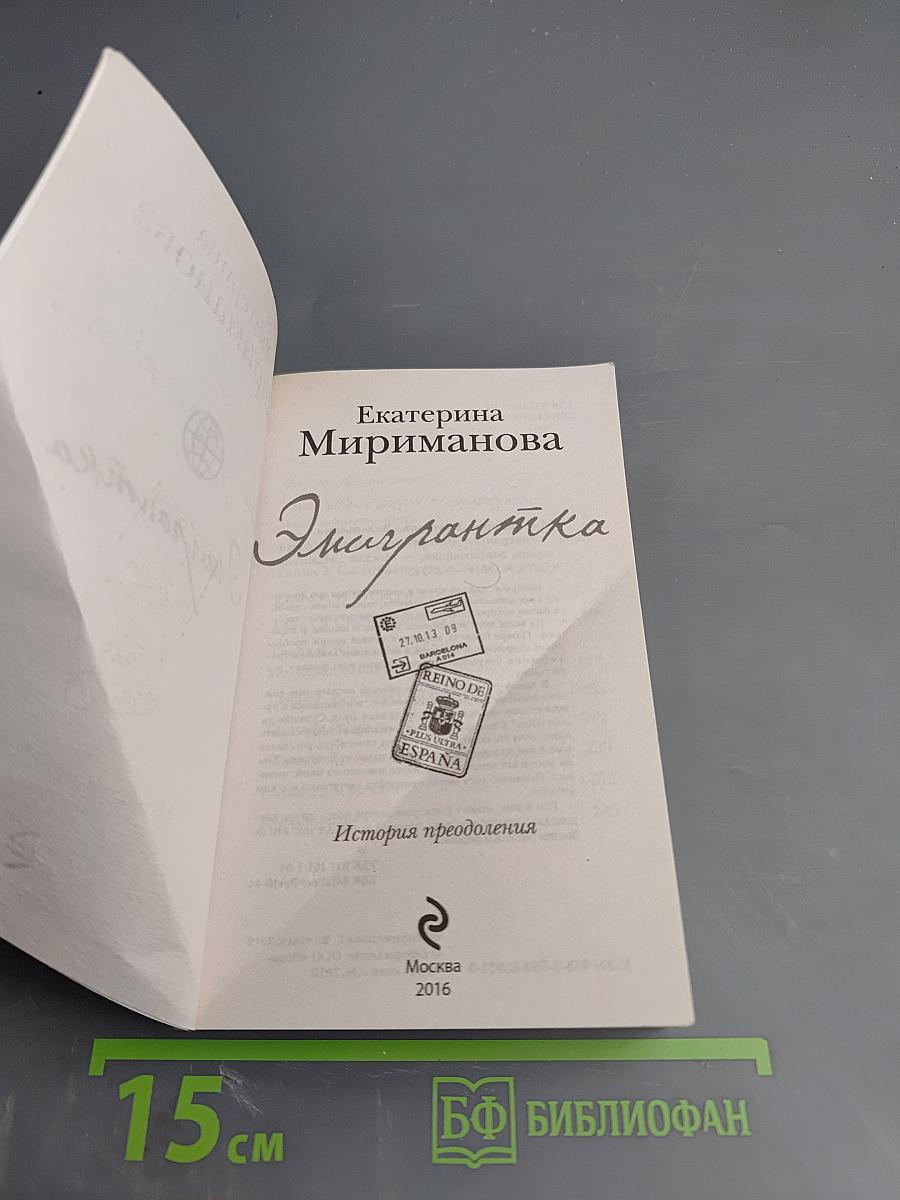 Екатерина
Мириманова
Эмигрантка
27.10.13 09
BARCELONA
A 014
REINO DE
PLUS ULTRA
ESPAÑA
История преодоления
Москва
2016
15 см
БФ БИБЛИОФАН